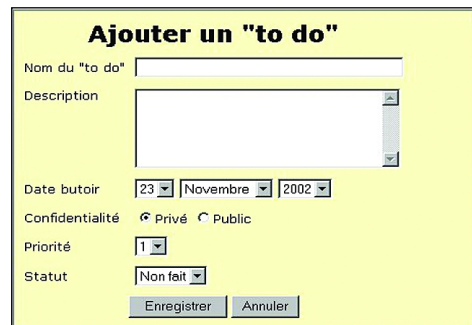 Ajouter un "to do"
Nom du "to do"
Description
Date butoir 23 Novembre 2002
Confidentialité Privé Public
Priorité 1
Statut Non fait
Enregistrer Annuler